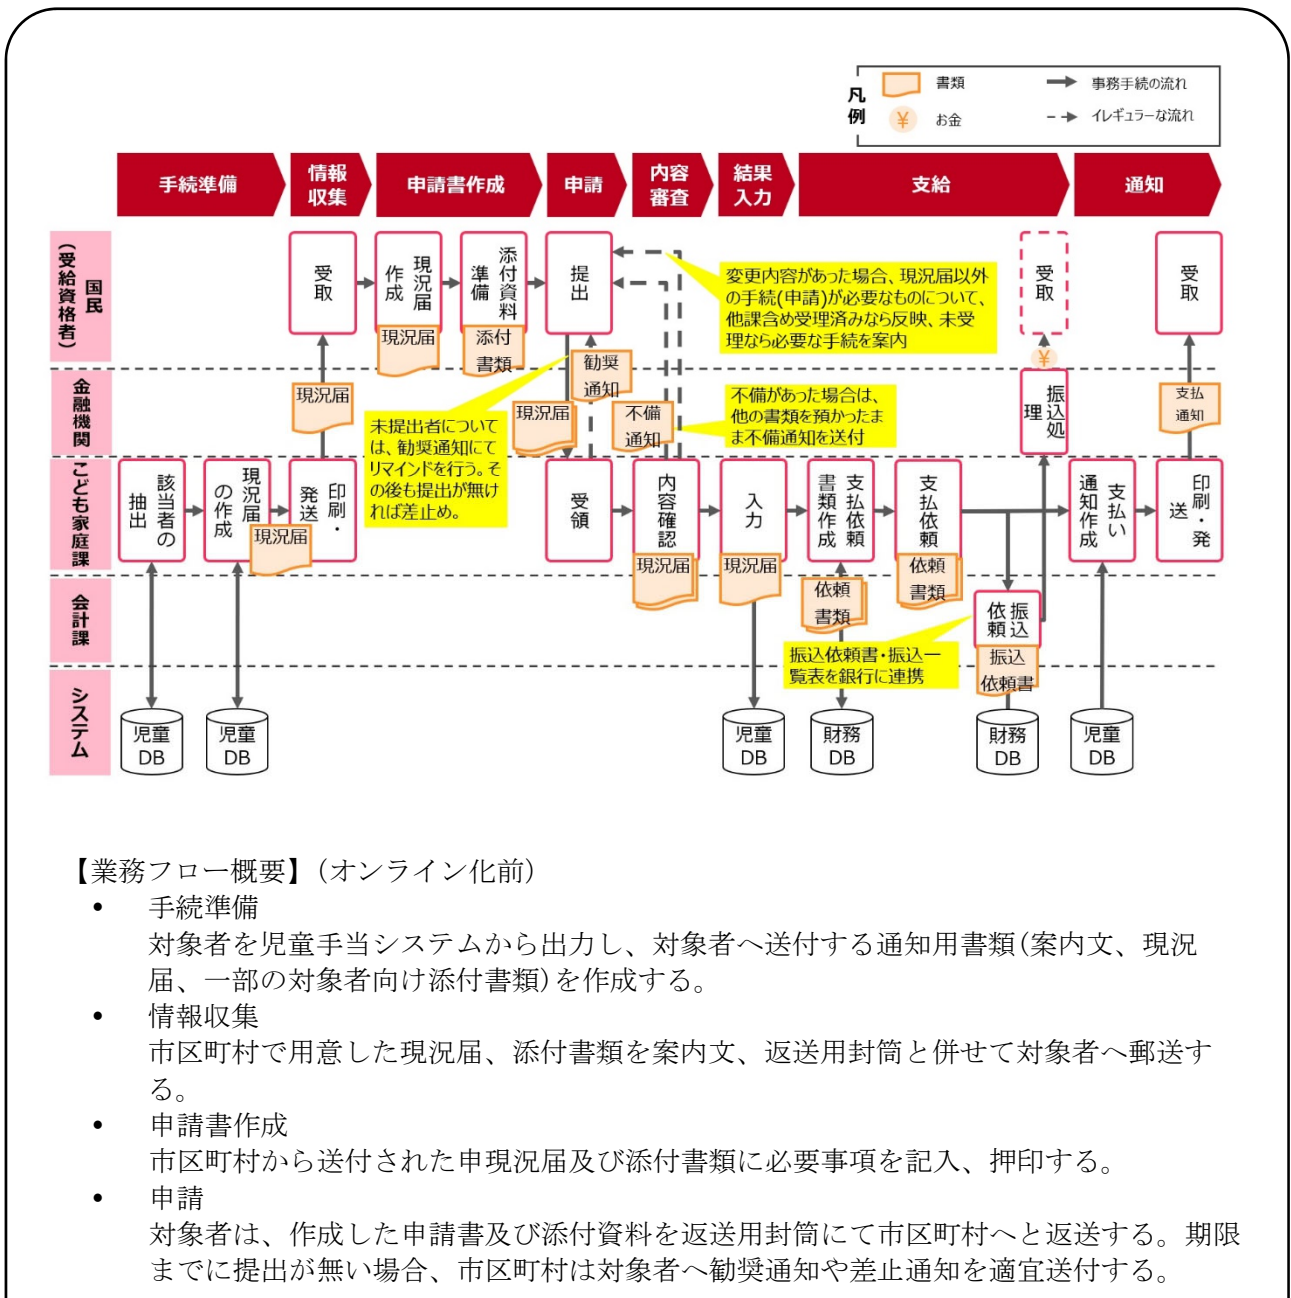 凡
例
書類
事務手続の流れ
¥
お金
イレギュラーな流れ
手続準備
情報
収集
申請書作成
申請
内容
審査
結果
入力
支給
通知
国民
(受給資格者)
受取
現況届
作成
現況届
添付資料
準備
添付
書類
提出
変更内容があった場合、現況届以外
の手続(申請)が必要なものについて、
他課含め受理済みなら反映、未受
理なら必要な手続を案内
受取
¥
受取
金融機関
現況届
未提出者について
は、勧奨通知にて
リマインドを行う。そ
の後も提出が無け
れば差止め。
現況届
勧奨
通知
不備
通知
不備があった場合は、
他の書類を預かったま
ま不備通知を送付
振込処
理
支払
通知
こども家庭課
該当者の
抽出
現況届
の作成
現況届
印刷・
発送
受領
内容確認
現況届
入力
現況届
支払依頼
書類作成
依頼
書類
支払依頼
依頼
書類
支払い
通知作成
印刷・発
送
会計課
振込
依頼
振込
依頼書
振込依頼書・振込一
覧表を銀行に連携
システム
児童
DB
児童
DB
児童
DB
財務
DB
財務
DB
児童
DB
【業務フロー概要】(オンライン化前)
• 手続準備
対象者を児童手当システムから出力し、対象者へ送付する通知用書類(案内文、現況
届、一部の対象者向け添付書類)を作成する。
• 情報収集
市区町村で用意した現況届、添付書類を案内文、返送用封筒と併せて対象者へ郵送す
る。
• 申請書作成
市区町村から送付された申現況届及び添付書類に必要事項を記入、押印する。
• 申請
対象者は、作成した申請書及び添付資料を返送用封筒にて市区町村へと返送する。期限
までに提出が無い場合、市区町村は対象者へ勧奨通知や差止通知を適宜送付する。